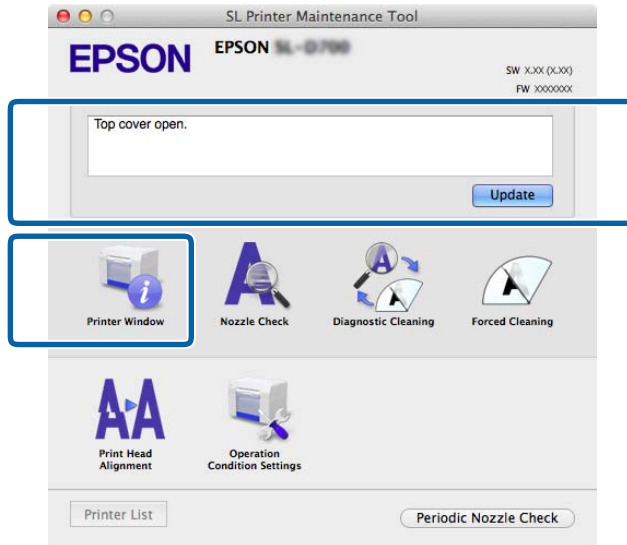 SL Printer Maintenance Tool
EPSON
EPSON
SW X.XX (X.XX)
FW XXXXXXX
Top cover open.
Update
Printer Window
Nozzle Check
Diagnostic Cleaning
Forced Cleaning
Print Head
Alignment
Operation
Condition Settings
Printer List
Periodic Nozzle Check